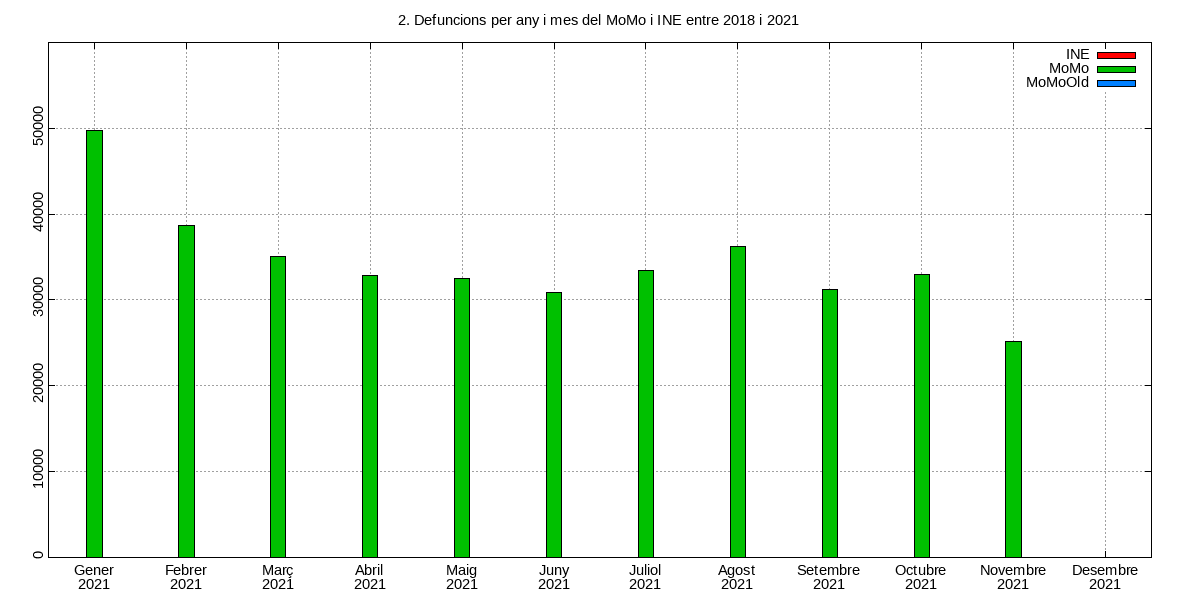 2. Defuncions per any i mes del MoMo i INE entre 2018 i 2021
INE
MoMo
MoMoOld
50000
40000
30000
20000
10000
0
Gener Febrer Març Abril Maig Juny Juliol Agost Setembre Octubre Novembre Desembre
2021 2021 2021 2021 2021 2021 2021 2021 2021 2021 2021 2021